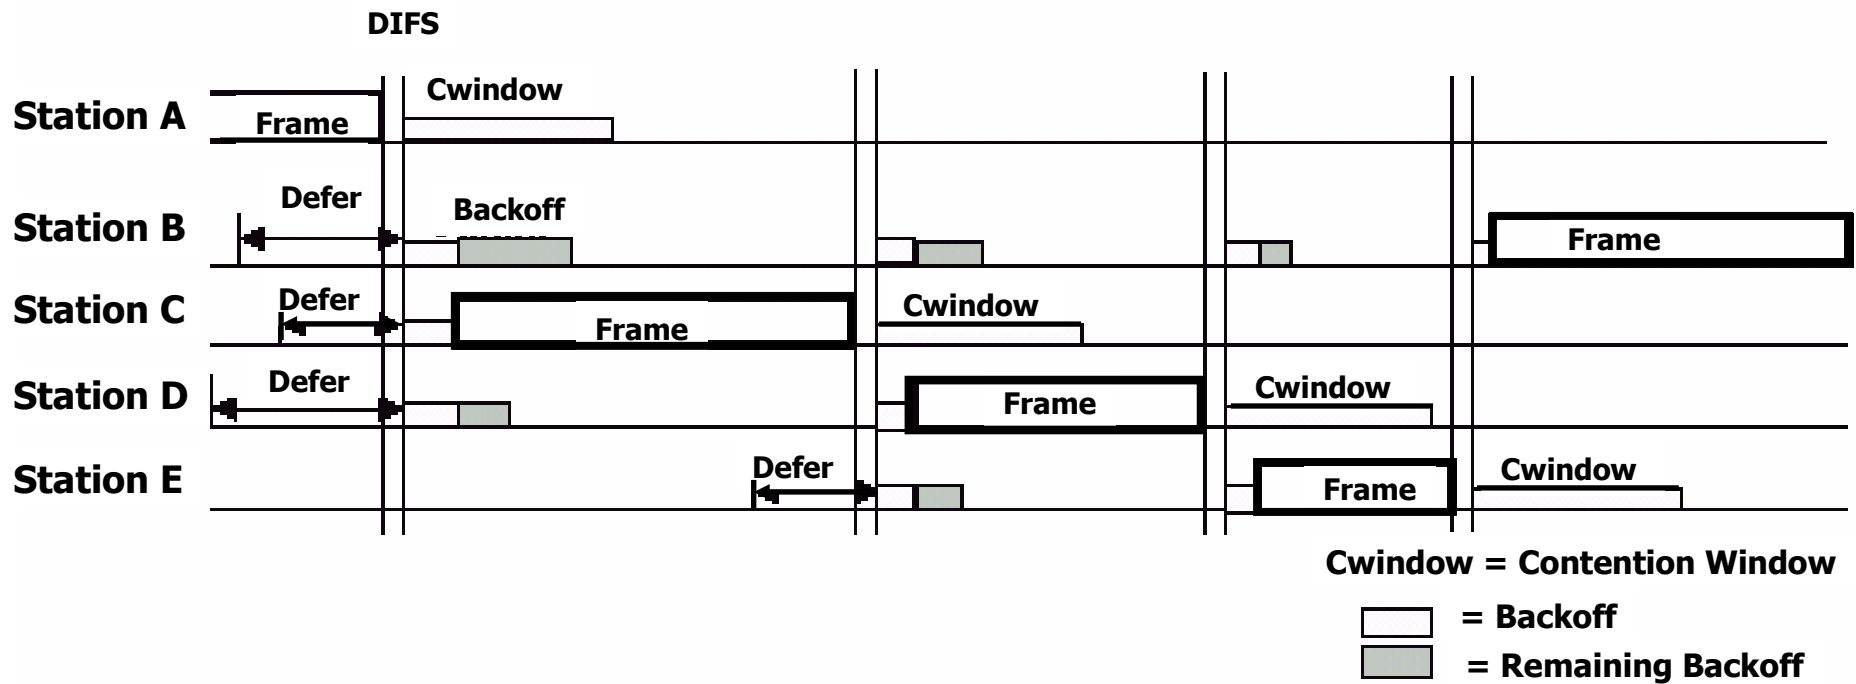 DIFS
Cwindow
Station A
Frame
Defer
Backoff
Station B
Frame
Defer
Cwindow
Station C
Frame
Defer
Cwindow
Station D
Frame
Defer
Cwindow
Station E
Frame
Cwindow = Contention Window
= Backoff
= Remaining Backoff